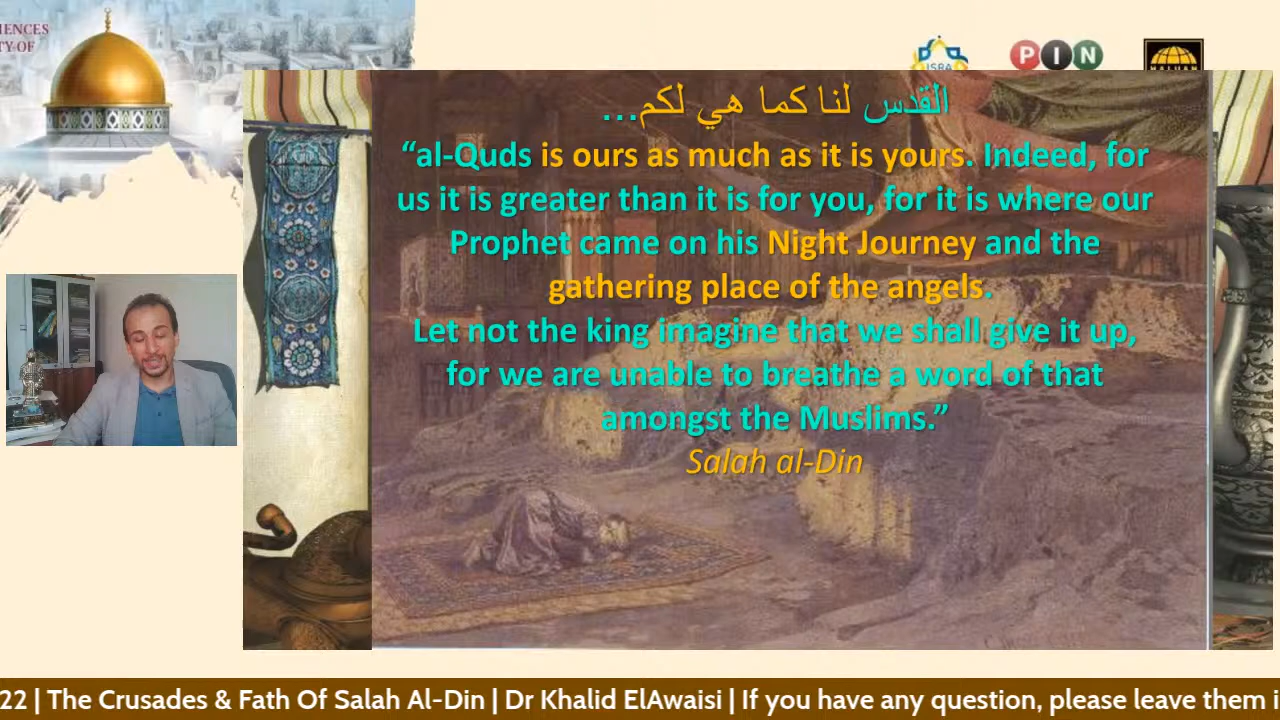 IENCES
TY OF
ISRA
PIN
القدس لنا كما هي لكم...
“al-Quds is ours as much as it is yours. Indeed, for
us it is greater than it is for you, for it is where our
Prophet came on his Night Journey and the
gathering place of the angels.
Let not the king imagine that we shall give it up,
for we are unable to breathe a word of that
amongst the Muslims.”
Salah al-Din
22 | The Crusades & Fath Of Salah Al-Din | Dr Khalid ElAwaisi | If you have any question, please leave them i